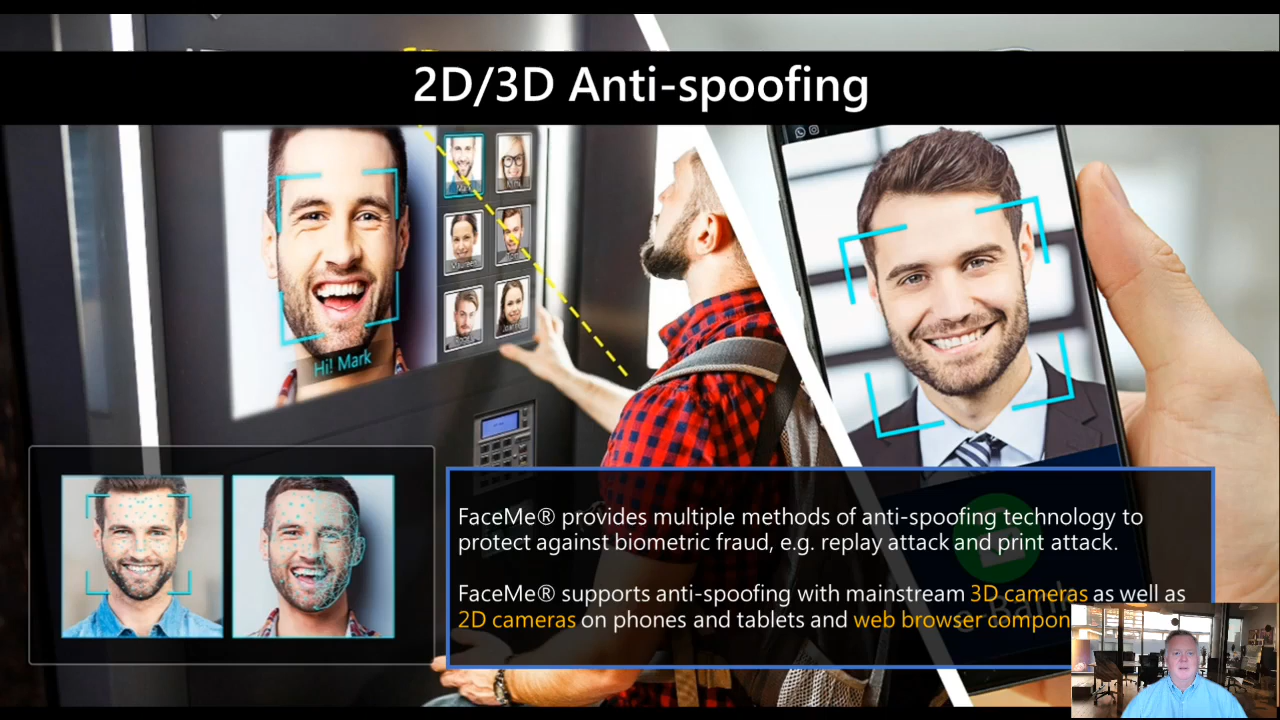 2D/3D Anti-spoofing
Hi! Mark
FaceMe® provides multiple methods of anti-spoofing technology to
protect against biometric fraud, e.g. replay attack and print attack.
FaceMe® supports anti-spoofing with mainstream 3D cameras as well as
2D cameras on phones and tablets and web browser compon